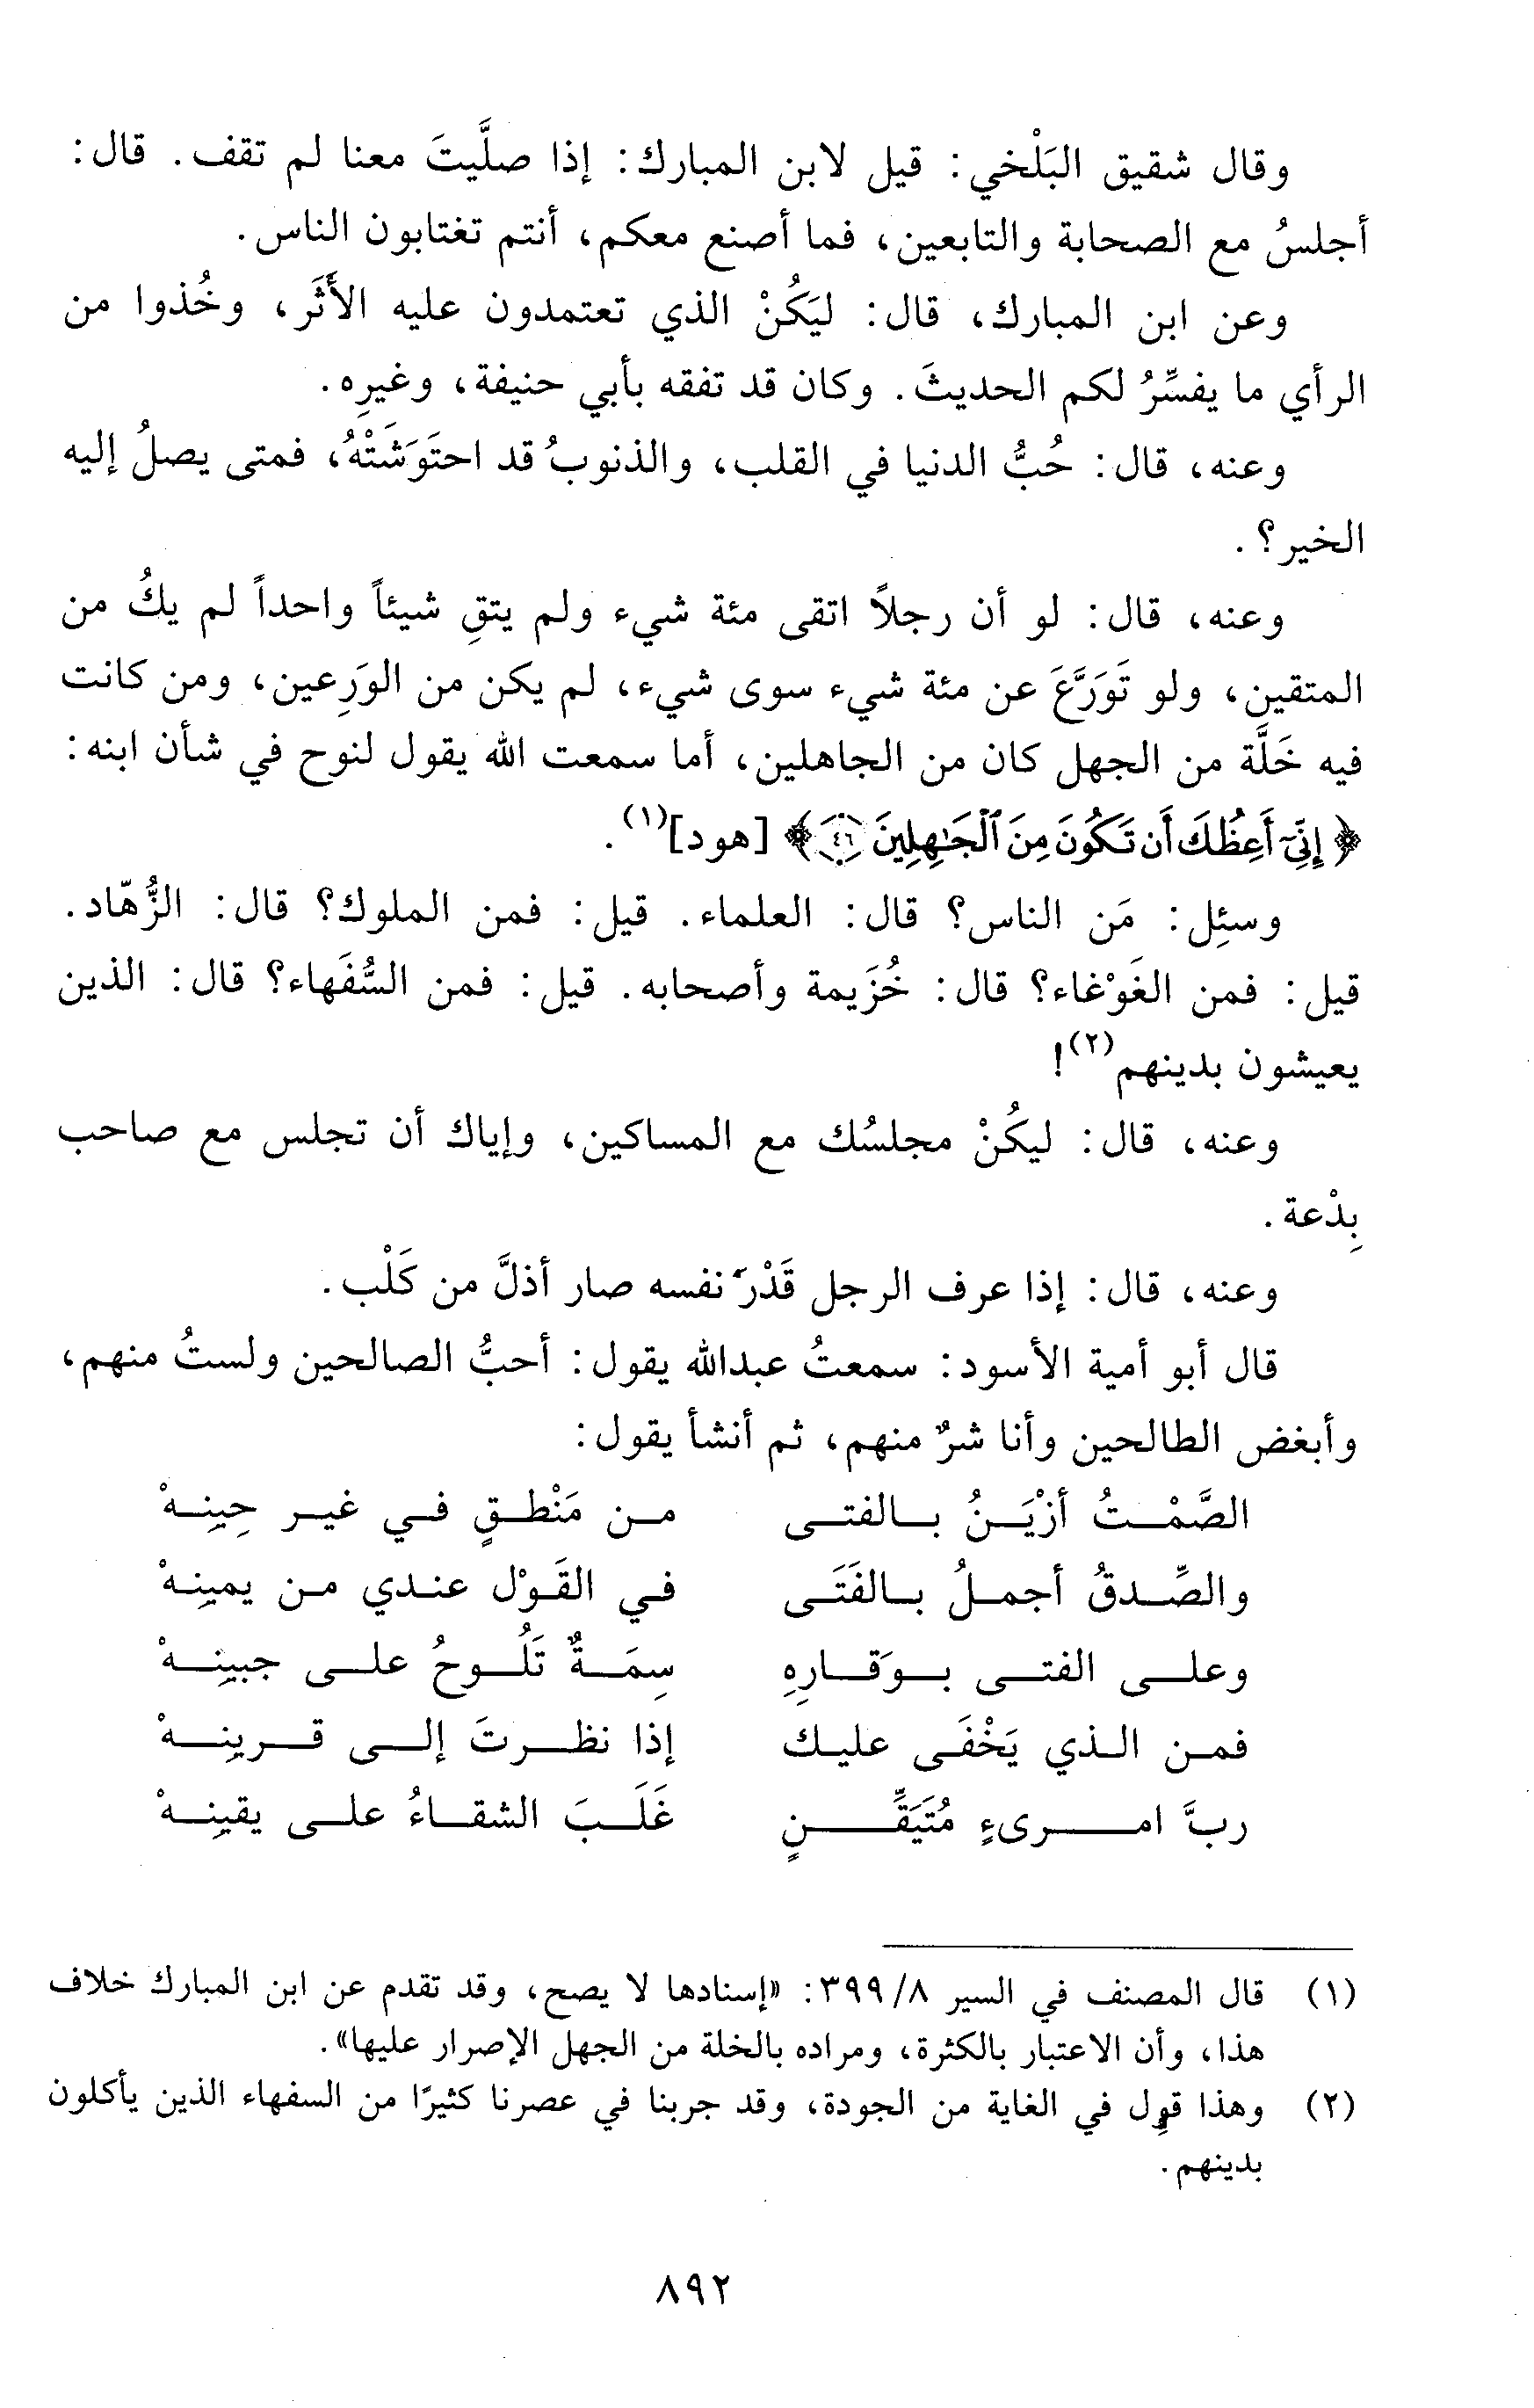 وقال شقيق البَلْخي: قيل لابن المبارك: إذا صلَّيتَ معنا لم تقف. قال:
أجلسُ مع الصحابة والتابعين، فما أصنع معكم، أنتم تغتابون الناس.
وعن ابن المبارك، قال: ليَكُنْ الذي تعتمدون عليه الأَثَر، وخُذوا من
الرأي ما يفسِّرُ لكم الحديثَ. وكان قد تفقه بأبي حنيفة، وغيرِه.
وعنه، قال: حُبُّ الدنيا في القلب، والذنوبُ قد احتَوَشَتْهُ، فمتى يصلُ إليه
الخير؟.
وعنه، قال: لو أن رجلاً اتقى مئة شيء ولم يتقِ شيئاً واحداً لم يكُ من
المتقين، ولو تَوَرَّعَ عن مئة شيء سوى شيء، لم يكن من الوَرِعين، ومن كانت
فيه خَلَّة من الجهل كان من الجاهلين، أما سمعت الله يقول لنوح في شأن ابنه:
﴿ إِنِّيٓ أَعِظُكَ أَن تَكُونَ مِنَ ٱلْجَـٰهِلِينَ ٤٦﴾ [هود](١).
وسئِل: مَن الناس؟ قال: العلماء. قيل: فمن الملوك؟ قال: الزُّهّاد.
قيل: فمن الغَوْغاء؟ قال: خُزَيمة وأصحابه. قيل: فمن السُّفَهاء؟ قال: الذين
يعيشون بدينهم(٢)!
وعنه، قال: ليكُنْ مجلسُك مع المساكين، وإياك أن تجلس مع صاحب
بِدْعة.
وعنه، قال: إذا عرف الرجل قَدْرَ نفسه صار أذلَّ من كَلْب.
قال أبو أمية الأسود: سمعتُ عبدالله يقول: أحبُّ الصالحين ولستُ منهم،
وأبغض الطالحين وأنا شرٌ منهم، ثم أنشأ يقول:
الصَّمْتُ أزْيَنُ بالفتى من مَنْطقٍ في غير حِينِهْ
والصِّدقُ أجملُ بالفَتَى في القَوْل عندي من يمينِهْ
وعلى الفتى بوَقارِهِ سِمَةٌ تَلُوحُ على جبينِهْ
فمن الذي يَخْفَى عليك إذا نظرتَ إلى قرينِهْ
ربَّ امرىءٍ مُتَيَقِّنٍ غَلَبَ الشقاءُ على يقينِهْ
(١) قال المصنف في السير ٨/ ٣٩٩: «إسنادها لا يصح، وقد تقدم عن ابن المبارك خلاف
هذا، وأن الاعتبار بالكثرة، ومراده بالخلة من الجهل الإصرار عليها».
(٢) وهذا قول في الغاية من الجودة، وقد جربنا في عصرنا كثيرًا من السفهاء الذين يأكلون
بدينهم.
٨٩٢